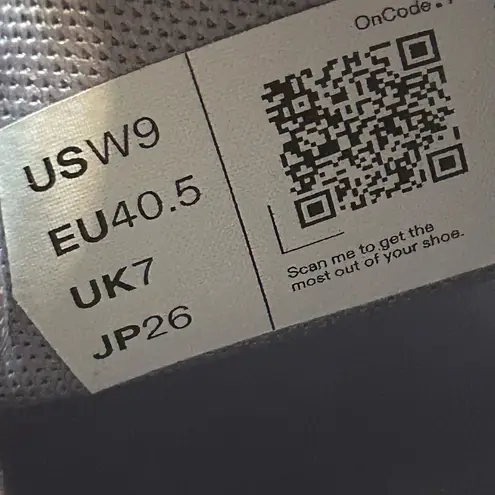 USW9
EU40.5
UK7
JP26
OnCode
Scan me to get the
most out of your shoe.